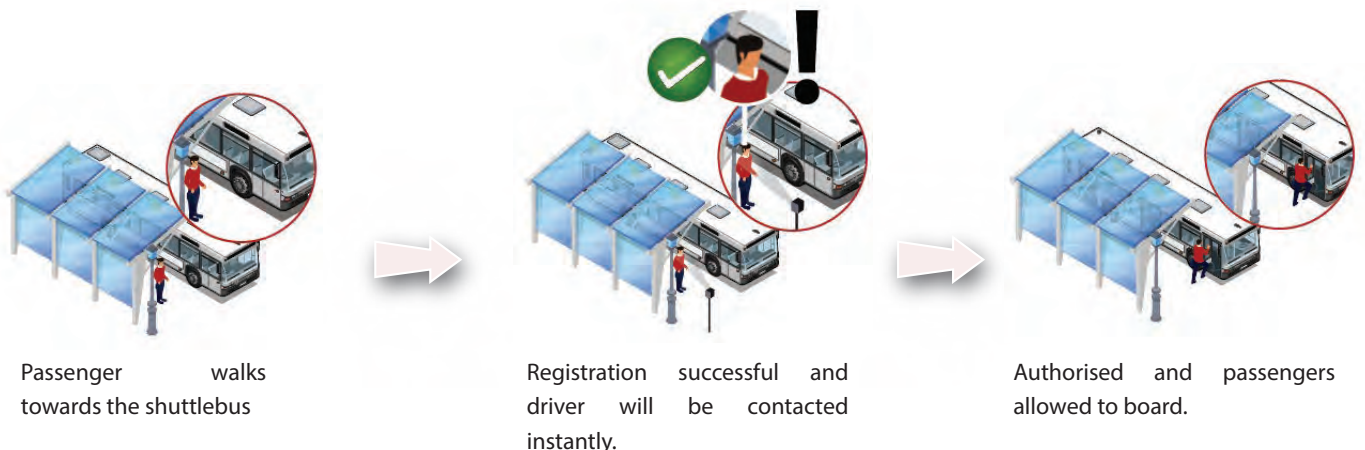 Passenger walks
towards the shuttlebus
Registration successful and
driver will be contacted
instantly.
Authorised and passengers
allowed to board.